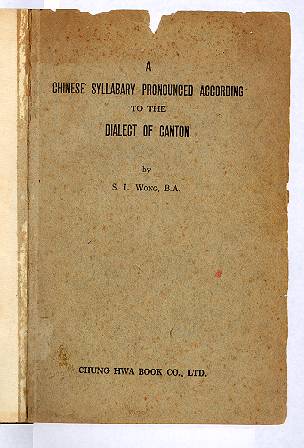 A
CHINESE SYLLABARY PRONOUNCED ACCORDING
TO THE
DIALECT OF CANTON
by
S. L. WONG, B.A.
CHUNG HWA BOOK CO., LTD.